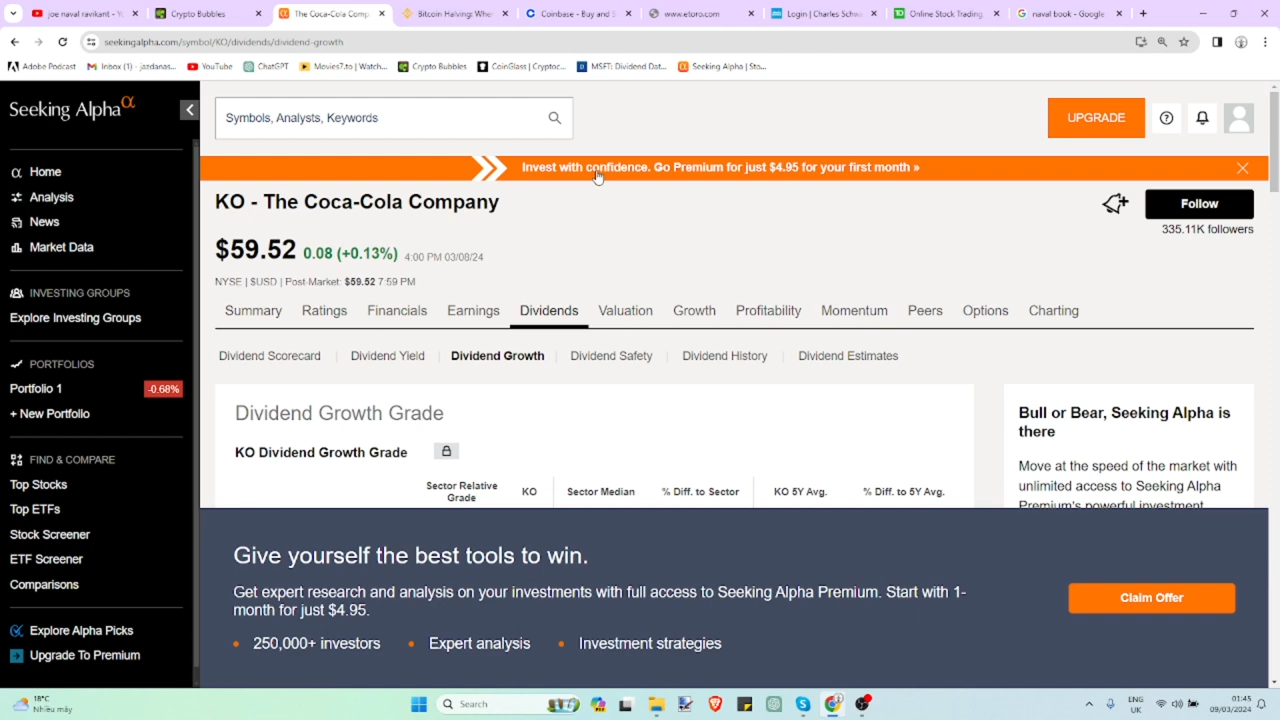 joe naval ravikant - Y
Crypto Bubbles
The Coca-Cola Comp
Bitcoin Halving: Whe
Coinbase - Buy and S
www.etoro.com
Login | Charles Schw
Online Stock Trading
naval book - Google
seekingalpha.com/symbol/KO/dividends/dividend-growth
Adobe Podcast
Inbox (1) - jazdanas...
YouTube
ChatGPT
Movies7.to | Watch...
Crypto Bubbles
CoinGlass | Cryptoc...
MSFT: Dividend Dat...
Seeking Alpha | Sto...
Seeking Alpha α
Symbols, Analysts, Keywords
UPGRADE
Invest with confidence. Go Premium for just $4.95 for your first month »
Home
Analysis
News
Market Data
INVESTING GROUPS
Explore Investing Groups
PORTFOLIOS
Portfolio 1 -0.68%
+ New Portfolio
FIND & COMPARE
Top Stocks
Top ETFs
Stock Screener
ETF Screener
Comparisons
Explore Alpha Picks
Upgrade To Premium
KO - The Coca-Cola Company
Follow
335.11K followers
$59.52 0.08 (+0.13%) 4:00 PM 03/08/24
NYSE | $USD | Post-Market: $59.52 7:59 PM
Summary Ratings Financials Earnings Dividends Valuation Growth Profitability Momentum Peers Options Charting
Dividend Scorecard Dividend Yield Dividend Growth Dividend Safety Dividend History Dividend Estimates
Dividend Growth Grade
KO Dividend Growth Grade
Sector Relative Grade KO Sector Median % Diff. to Sector KO 5Y Avg. % Diff. to 5Y Avg.
Bull or Bear, Seeking Alpha is
there
Move at the speed of the market with
unlimited access to Seeking Alpha
Premium's powerful investment
Give yourself the best tools to win.
Get expert research and analysis on your investments with full access to Seeking Alpha Premium. Start with 1-
month for just $4.95.
250,000+ investors Expert analysis Investment strategies
Claim Offer
18°C
Nhiều mây
Search
ENG
UK
01:45
09/03/2024